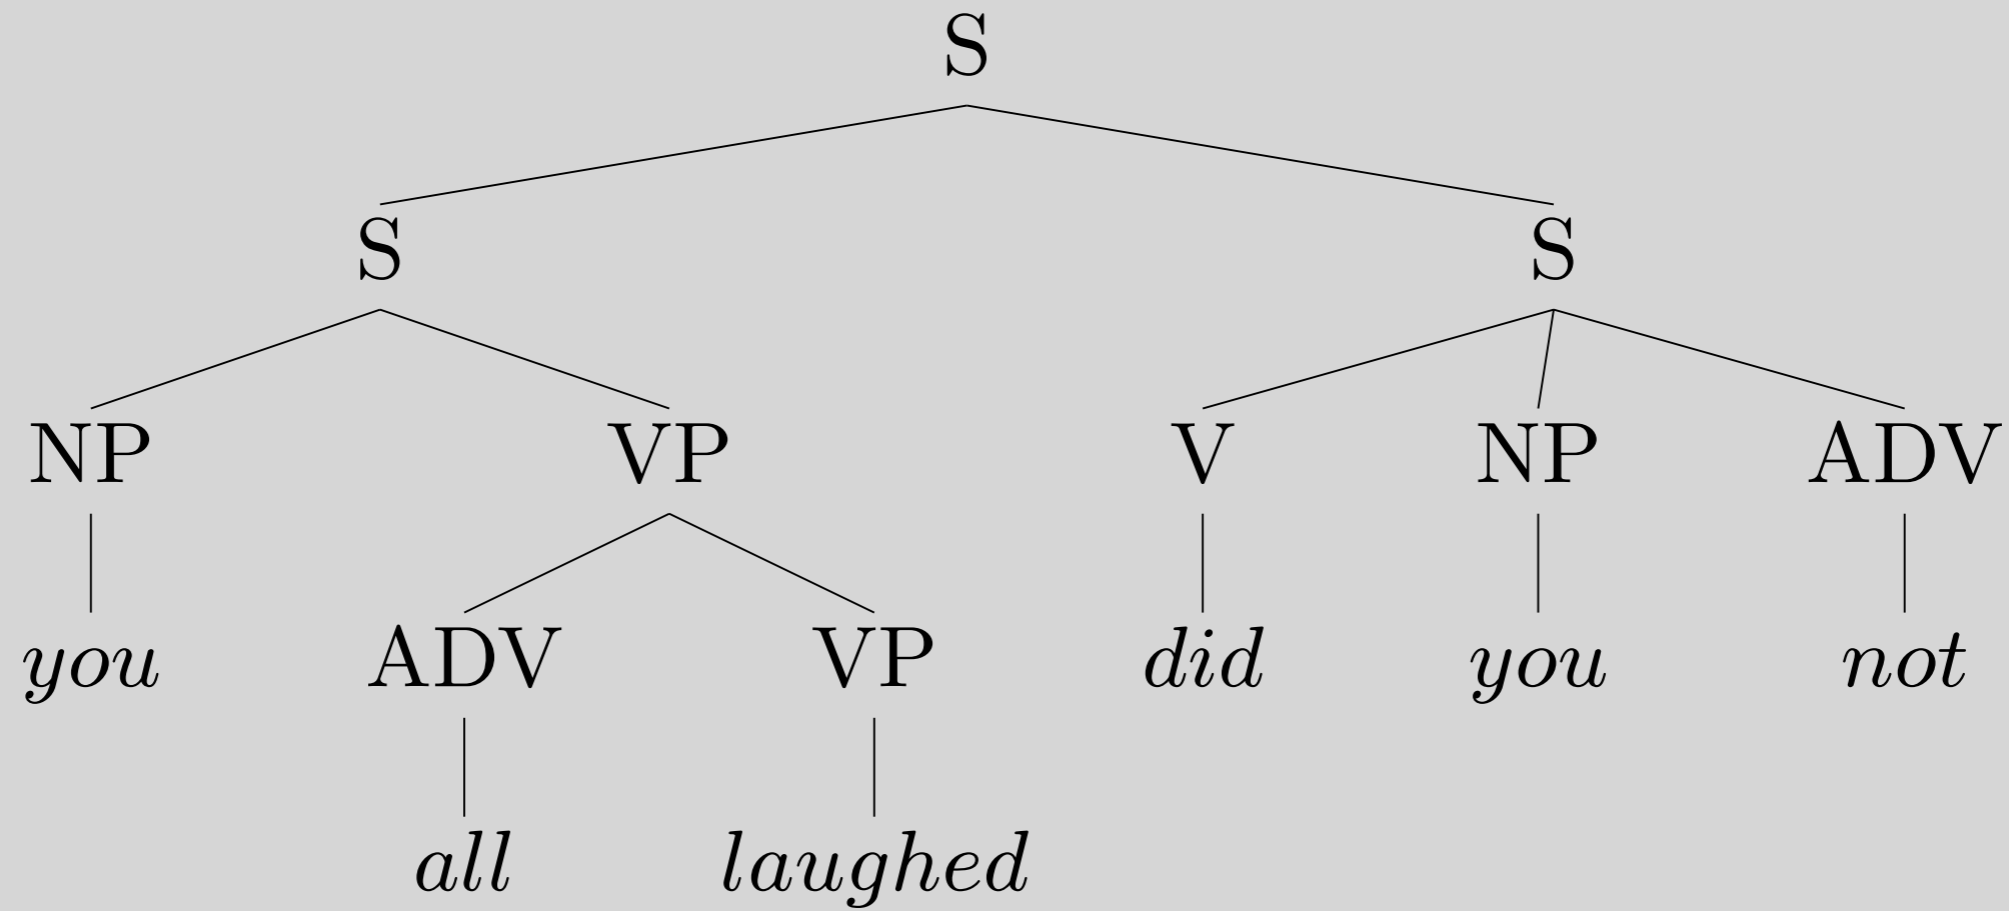 S
S S
NP VP V NP ADV
you ADV VP did you not
all laughed